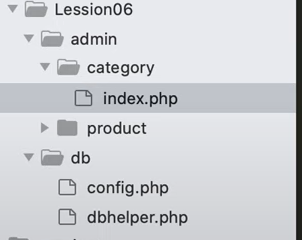 Lession06
admin
category
index.php
product
db
config.php
dbhelper.php